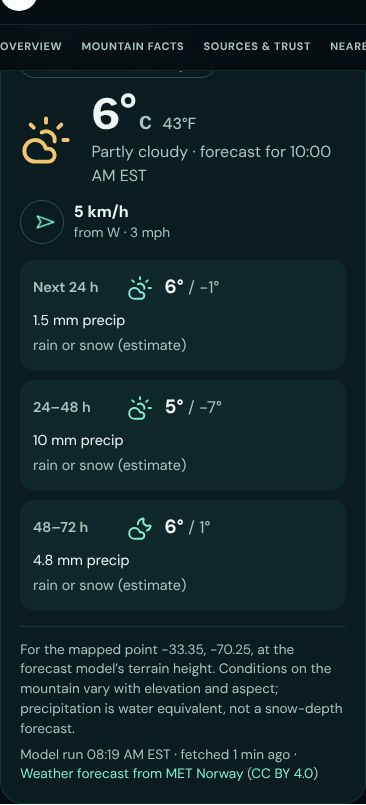 OVERVIEW MOUNTAIN FACTS SOURCES & TRUST
6° C 43°F
Partly cloudy · forecast for 10:00
AM EST
5 km/h
from W · 3 mph
Next 24 h 6° / -1°
1.5 mm precip
rain or snow (estimate)
24–48 h 5° / -7°
10 mm precip
rain or snow (estimate)
48–72 h 6° / 1°
4.8 mm precip
rain or snow (estimate)
For the mapped point -33.35, -70.25, at the
forecast model’s terrain height. Conditions on the
mountain vary with elevation and aspect;
precipitation is water equivalent, not a snow-depth
forecast.
Model run 08:19 AM EST · fetched 1 min ago ·
Weather forecast from MET Norway (CC BY 4.0)